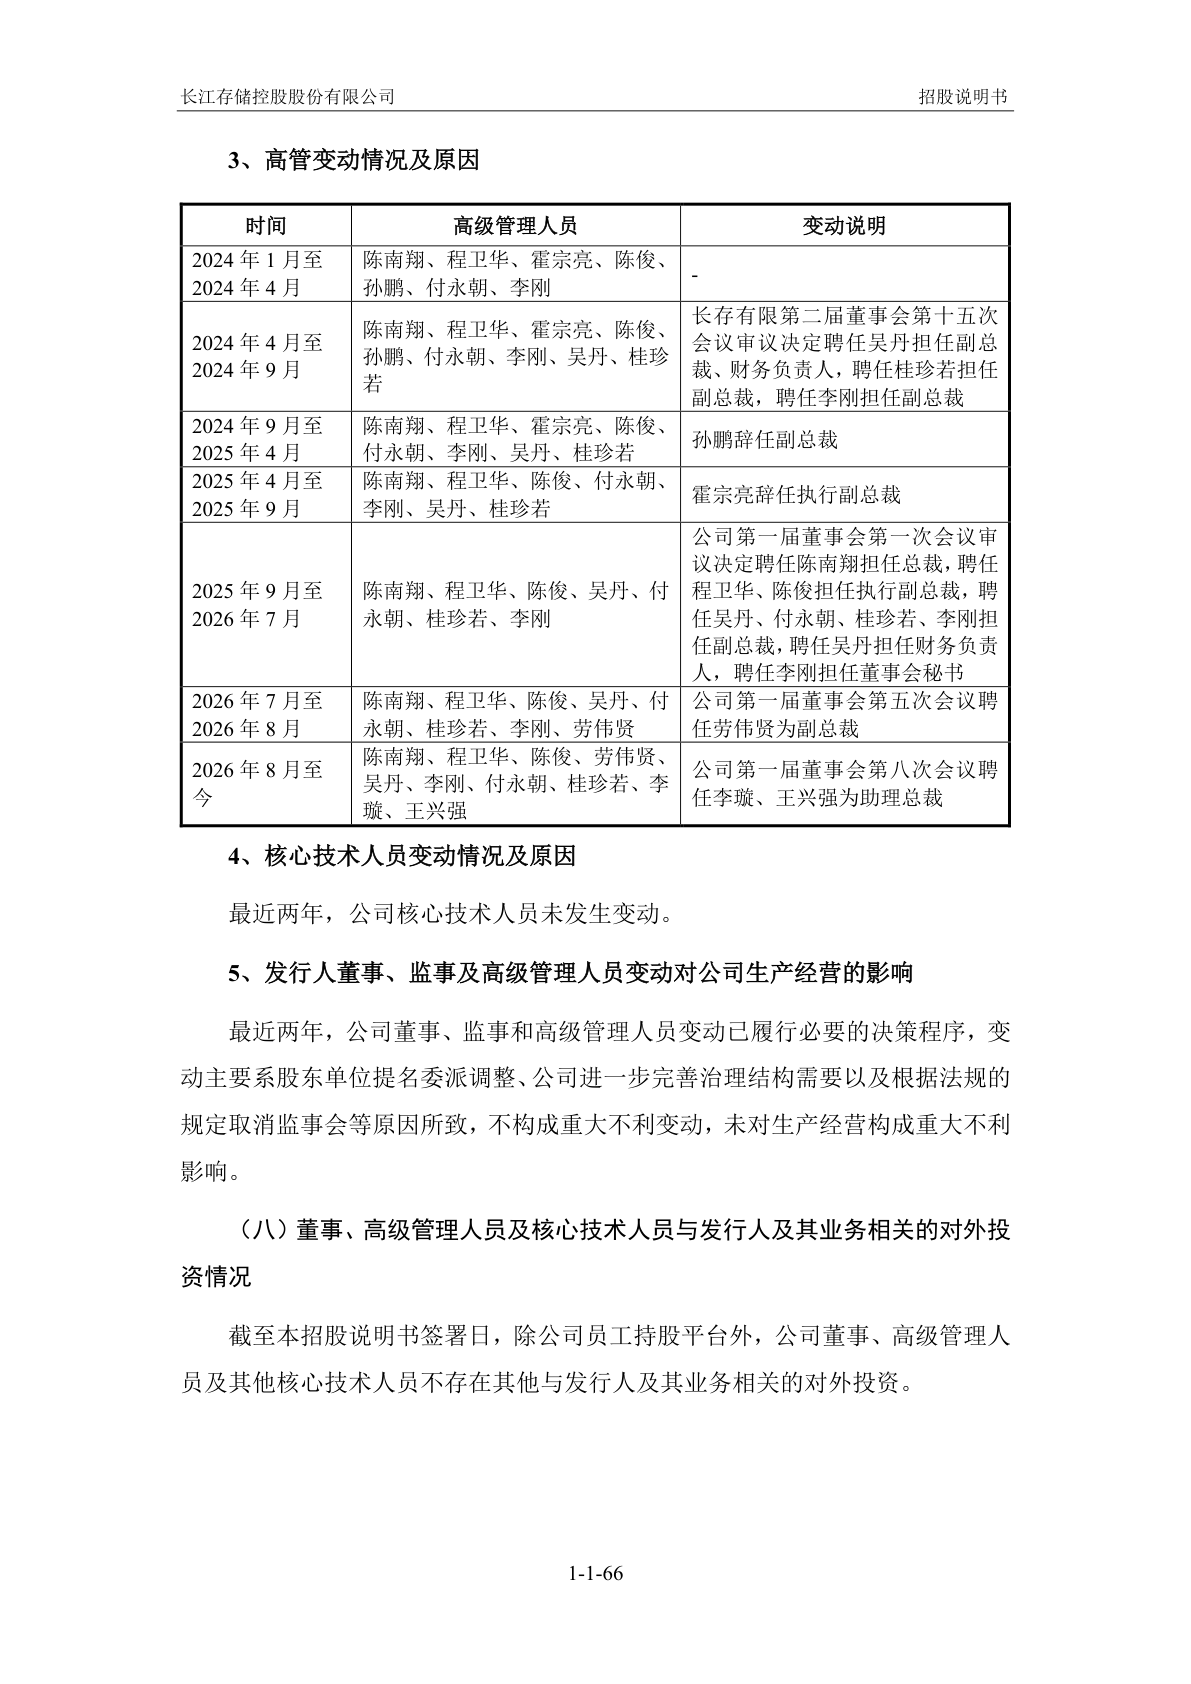 长江存储控股股份有限公司
招股说明书
3、高管变动情况及原因
时间
高级管理人员
变动说明
2024 年 1 月至
2024 年 4 月
陈南翔、程卫华、霍宗亮、陈俊、
孙鹏、付永朝、李刚
-
2024 年 4 月至
2024 年 9 月
陈南翔、程卫华、霍宗亮、陈俊、
孙鹏、付永朝、李刚、吴丹、桂珍
若
长存有限第二届董事会第十五次
会议审议决定聘任吴丹担任副总
裁、财务负责人，聘任桂珍若担任
副总裁，聘任李刚担任副总裁
2024 年 9 月至
2025 年 4 月
陈南翔、程卫华、霍宗亮、陈俊、
付永朝、李刚、吴丹、桂珍若
孙鹏辞任副总裁
2025 年 4 月至
2025 年 9 月
陈南翔、程卫华、陈俊、付永朝、
李刚、吴丹、桂珍若
霍宗亮辞任执行副总裁
2025 年 9 月至
2026 年 7 月
陈南翔、程卫华、陈俊、吴丹、付
永朝、桂珍若、李刚
公司第一届董事会第一次会议审
议决定聘任陈南翔担任总裁，聘任
程卫华、陈俊担任执行副总裁，聘
任吴丹、付永朝、桂珍若、李刚担
任副总裁，聘任吴丹担任财务负责
人，聘任李刚担任董事会秘书
2026 年 7 月至
2026 年 8 月
陈南翔、程卫华、陈俊、吴丹、付
永朝、桂珍若、李刚、劳伟贤
公司第一届董事会第五次会议聘
任劳伟贤为副总裁
2026 年 8 月至
今
陈南翔、程卫华、陈俊、劳伟贤、
吴丹、李刚、付永朝、桂珍若、李
璇、王兴强
公司第一届董事会第八次会议聘
任李璇、王兴强为助理总裁
4、核心技术人员变动情况及原因
最近两年，公司核心技术人员未发生变动。
5、发行人董事、监事及高级管理人员变动对公司生产经营的影响
最近两年，公司董事、监事和高级管理人员变动已履行必要的决策程序，变
动主要系股东单位提名委派调整、公司进一步完善治理结构需要以及根据法规的
规定取消监事会等原因所致，不构成重大不利变动，未对生产经营构成重大不利
影响。
（八）董事、高级管理人员及核心技术人员与发行人及其业务相关的对外投
资情况
截至本招股说明书签署日，除公司员工持股平台外，公司董事、高级管理人
员及其他核心技术人员不存在其他与发行人及其业务相关的对外投资。
1-1-66